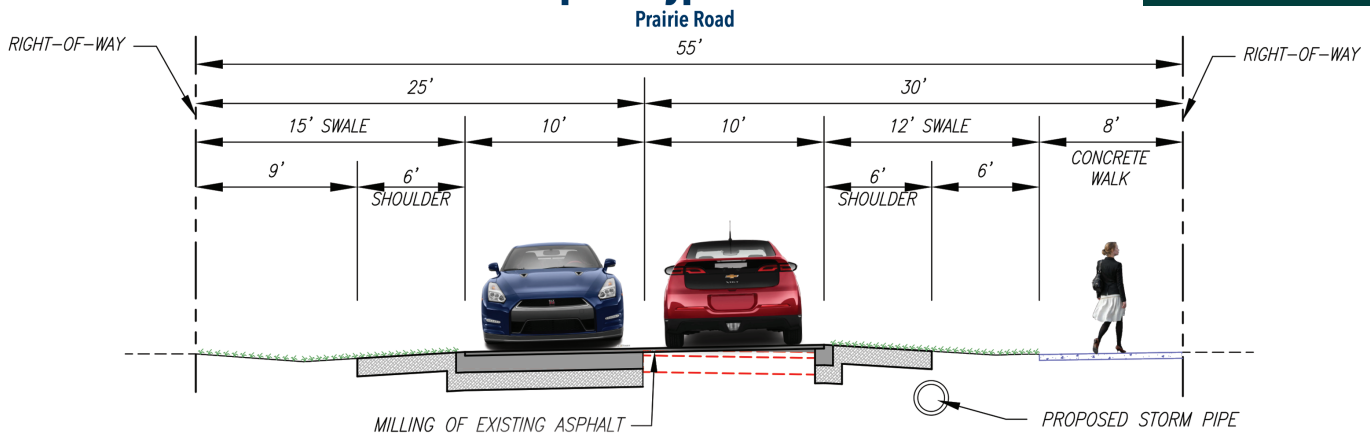 Prairie Road
RIGHT-OF-WAY
55'
RIGHT-OF-WAY
25'
30'
15' SWALE
10'
10'
12' SWALE
8'
CONCRETE
WALK
9'
6'
SHOULDER
6'
SHOULDER
6'
MILLING OF EXISTING ASPHALT
PROPOSED STORM PIPE